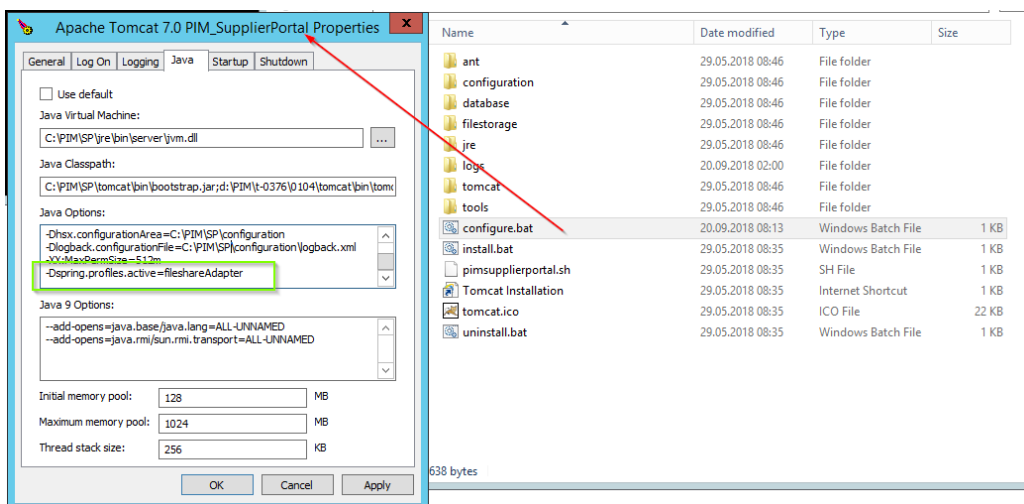 Apache Tomcat 7.0 PIM_SupplierPortal Properties
x
General Log On Logging Java Startup Shutdown
Use default
Java Virtual Machine:
C:\PIM\SP\jre\bin\server\jvm.dll
...
Java Classpath:
C:\PIM\SP\tomcat\bin\bootstrap.jar;d:\PIM\t-0376\0104\tomcat\bin\tomc
Java Options:
-Dhsx.configurationArea=C:\PIM\SP\configuration
-Dlogback.configurationFile=C:\PIM\SP\configuration\logback.xml
-XX:MaxPermSize=512m
-Dspring.profiles.active=fileshareAdapter
Java 9 Options:
--add-opens=java.base/java.lang=ALL-UNNAMED
--add-opens=java.rmi/sun.rmi.transport=ALL-UNNAMED
Initial memory pool: 128 MB
Maximum memory pool: 1024 MB
Thread stack size: 256 KB
OK Cancel Apply
Name Date modified Type Size
ant 29.05.2018 08:46 File folder
configuration 29.05.2018 08:46 File folder
database 29.05.2018 08:46 File folder
filestorage 29.05.2018 08:46 File folder
jre 29.05.2018 08:46 File folder
logs 20.09.2018 02:00 File folder
tomcat 29.05.2018 08:46 File folder
tools 29.05.2018 08:46 File folder
configure.bat 20.09.2018 08:13 Windows Batch File 1 KB
install.bat 29.05.2018 08:35 Windows Batch File 1 KB
pimsupplierportal.sh 29.05.2018 08:35 SH File 1 KB
Tomcat Installation 29.05.2018 08:35 Internet Shortcut 1 KB
tomcat.ico 29.05.2018 08:35 ICO File 22 KB
uninstall.bat 29.05.2018 08:35 Windows Batch File 1 KB
638 bytes